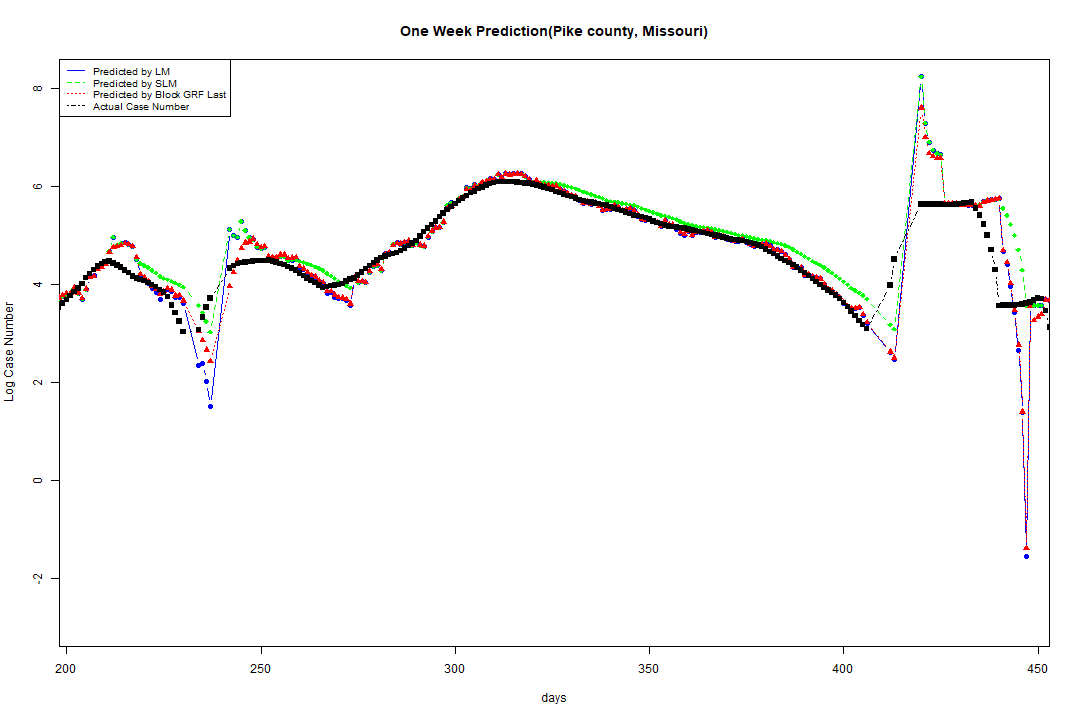 One Week Prediction(Pike county, Missouri)
Predicted by LM
Predicted by SLM
Predicted by Block GRF Last
Actual Case Number
8
6
4
2
0
-2
Log Case Number
200 250 300 350 400 450
days